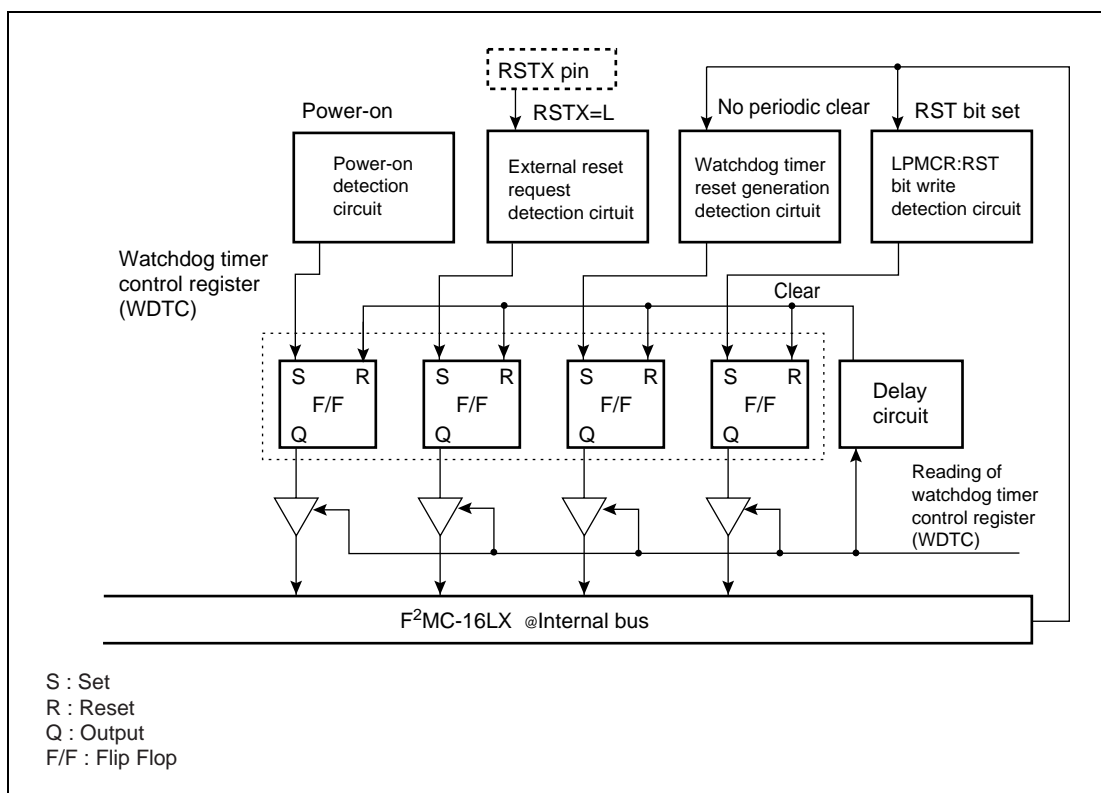 RSTX pin
Power-on
RSTX=L
No periodic clear
RST bit set
Power-on
detection
circuit
External reset
request
detection cirtuit
Watchdog timer
reset generation
detection cirtuit
LPMCR:RST
bit write
detection circuit
Watchdog timer
control register
(WDTC)
Clear
S R
F/F
Q
S R
F/F
Q
S R
F/F
Q
S R
F/F
Q
Delay
circuit
Reading of
watchdog timer
control register
(WDTC)
F²MC-16LX @Internal bus
S : Set
R : Reset
Q : Output
F/F : Flip Flop